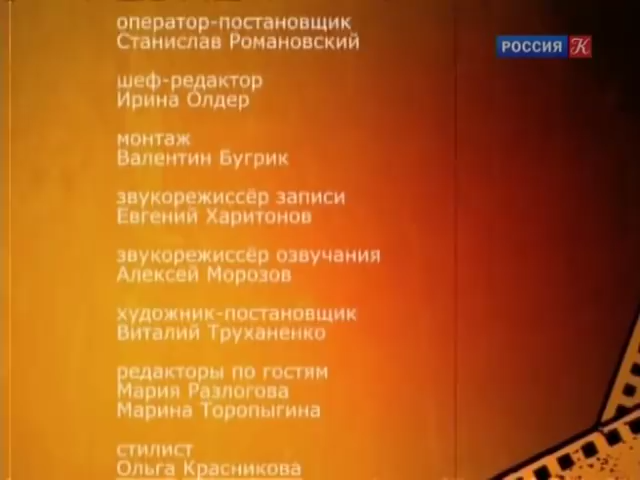 оператор-постановщик
Станислав Романовский
РОССИЯ К
шеф-редактор
Ирина Олдер
монтаж
Валентин Бугрик
звукорежиссёр записи
Евгений Харитонов
звукорежиссёр озвучания
Алексей Морозов
художник-постановщик
Виталий Труханенко
редакторы по гостям
Мария Разлогова
Марина Торопыгина
стилист
Ольга Красникова